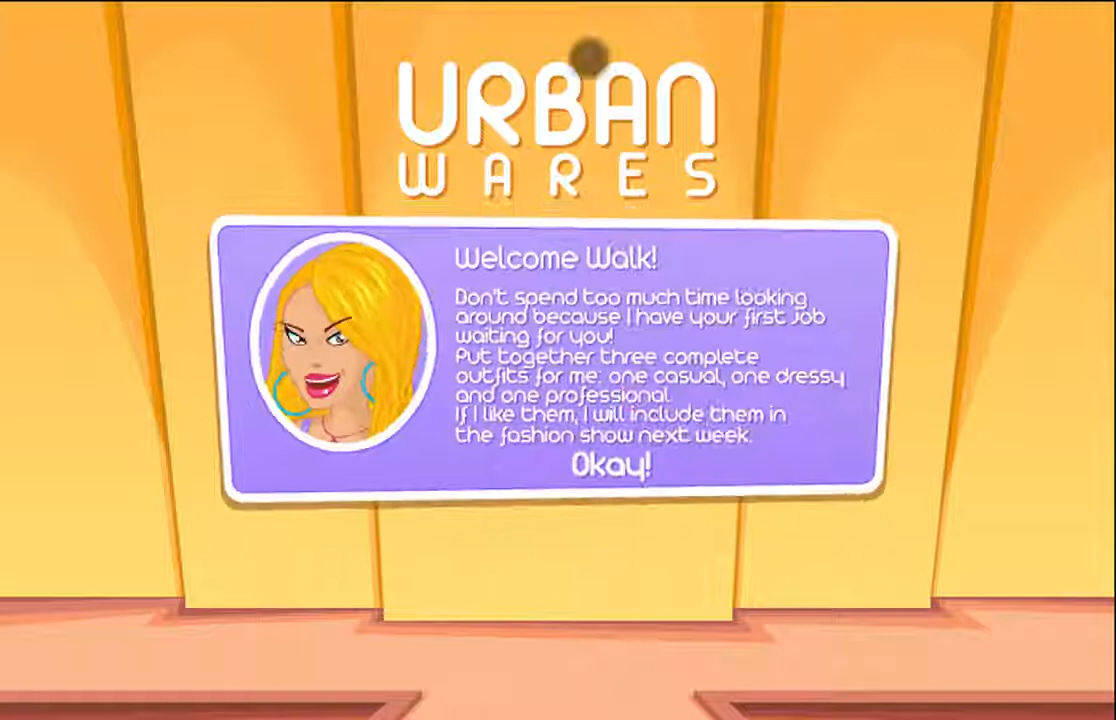 URBAN
WARES
Welcome Walk!
Don't spend too much time looking
around because I have your first job
waiting for you!
Put together three complete
outfits for me: one casual, one dressy
and one professional.
If I like them, I will include them in
the fashion show next week.
Okay!